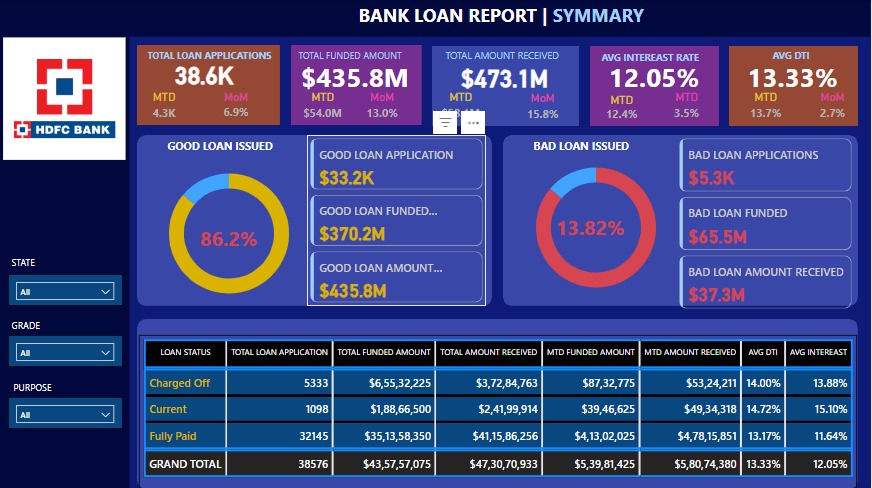 BANK LOAN REPORT | SYMMARY
HDFC BANK
TOTAL LOAN APPLICATIONS
38.6K
MTD MoM
4.3K 6.9%
TOTAL FUNDED AMOUNT
$435.8M
MTD MoM
$54.0M 13.0%
TOTAL AMOUNT RECEIVED
$473.1M
MTD MoM
15.8%
AVG INTEREAST RATE
12.05%
MTD MoM
12.4% 3.5%
AVG DTI
13.33%
MTD MoM
13.7% 2.7%
GOOD LOAN ISSUED
86.2%
GOOD LOAN APPLICATION
$33.2K
GOOD LOAN FUNDED...
$370.2M
GOOD LOAN AMOUNT...
$435.8M
BAD LOAN ISSUED
13.82%
BAD LOAN APPLICATIONS
$5.3K
BAD LOAN FUNDED
$65.5M
BAD LOAN AMOUNT RECEIVED
$37.3M
STATE
All
GRADE
All
PURPOSE
All
LOAN STATUS TOTAL LOAN APPLICATION TOTAL FUNDED AMOUNT TOTAL AMOUNT RECEIVED MTD FUNDED AMOUNT MTD AMOUNT RECEIVED AVG DTI AVG INTEREAST
Charged Off 5333 $6,55,32,225 $3,72,84,763 $87,32,775 $53,24,211 14.00% 13.88%
Current 1098 $1,88,66,500 $2,41,99,914 $39,46,625 $49,34,318 14.72% 15.10%
Fully Paid 32145 $35,13,58,350 $41,15,86,256 $4,13,02,025 $4,78,15,851 13.17% 11.64%
GRAND TOTAL 38576 $43,57,57,075 $47,30,70,933 $5,39,81,425 $5,80,74,380 13.33% 12.05%